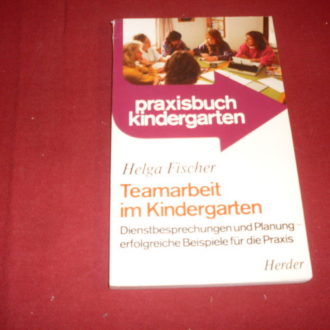 praxisbuch
kindergarten
Helga Fischer
Teamarbeit
im Kindergarten
Dienstbesprechungen und Planung –
erfolgreiche Beispiele für die Praxis
Herder